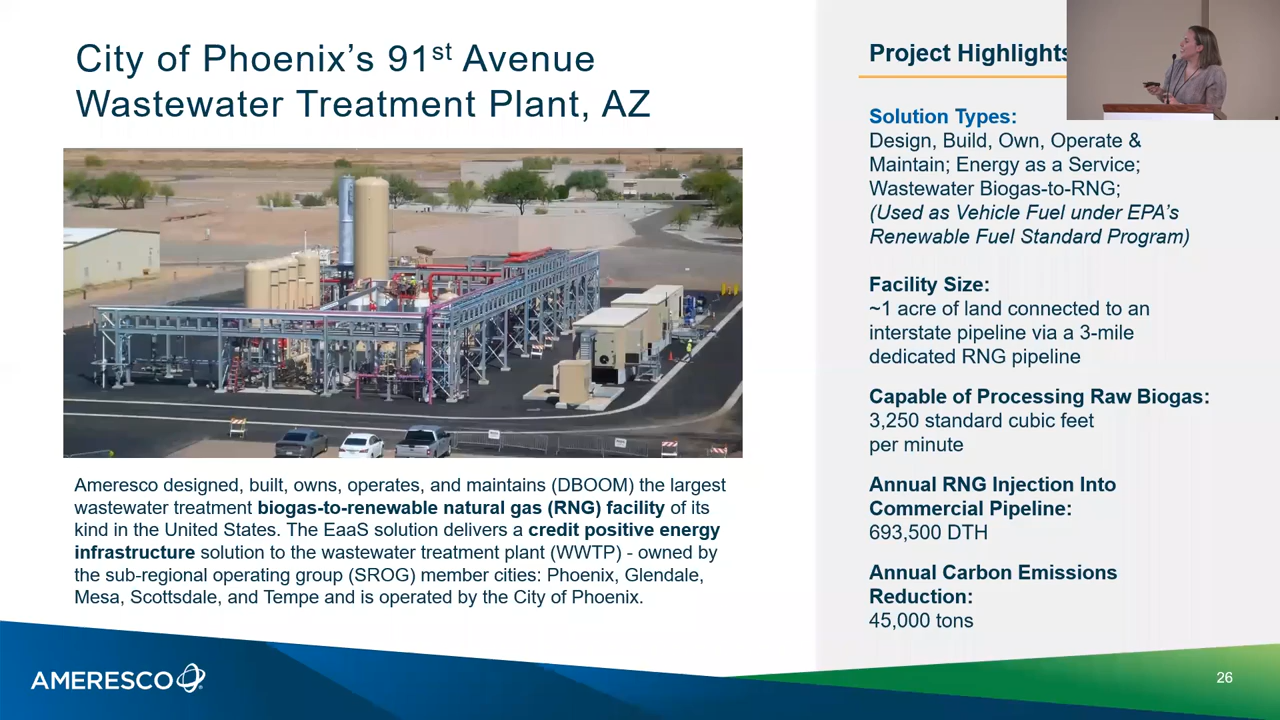 City of Phoenix's 91st Avenue
Wastewater Treatment Plant, AZ
Ameresco designed, built, owns, operates, and maintains (DBOOM) the largest
wastewater treatment biogas-to-renewable natural gas (RNG) facility of its
kind in the United States. The EaaS solution delivers a credit positive energy
infrastructure solution to the wastewater treatment plant (WWTP) - owned by
the sub-regional operating group (SROG) member cities: Phoenix, Glendale,
Mesa, Scottsdale, and Tempe and is operated by the City of Phoenix.
Project Highlights
Solution Types:
Design, Build, Own, Operate &
Maintain; Energy as a Service;
Wastewater Biogas-to-RNG;
(Used as Vehicle Fuel under EPA's
Renewable Fuel Standard Program)
Facility Size:
~1 acre of land connected to an
interstate pipeline via a 3-mile
dedicated RNG pipeline
Capable of Processing Raw Biogas:
3,250 standard cubic feet
per minute
Annual RNG Injection Into
Commercial Pipeline:
693,500 DTH
Annual Carbon Emissions
Reduction:
45,000 tons
AMERESCO
26